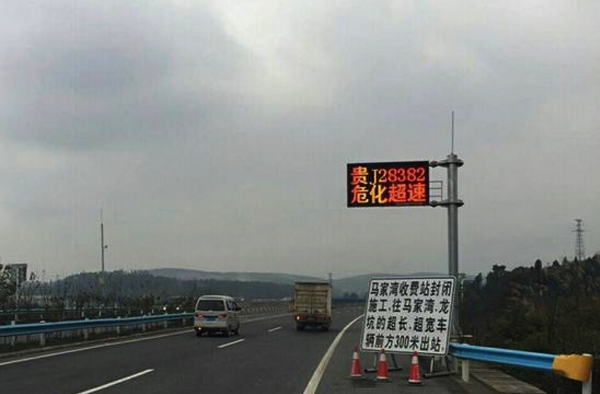 贵J28382
危化超速
马家湾收费站封闭
施工,往马家湾、龙
坑的超长、超宽车
辆前方300米出站。